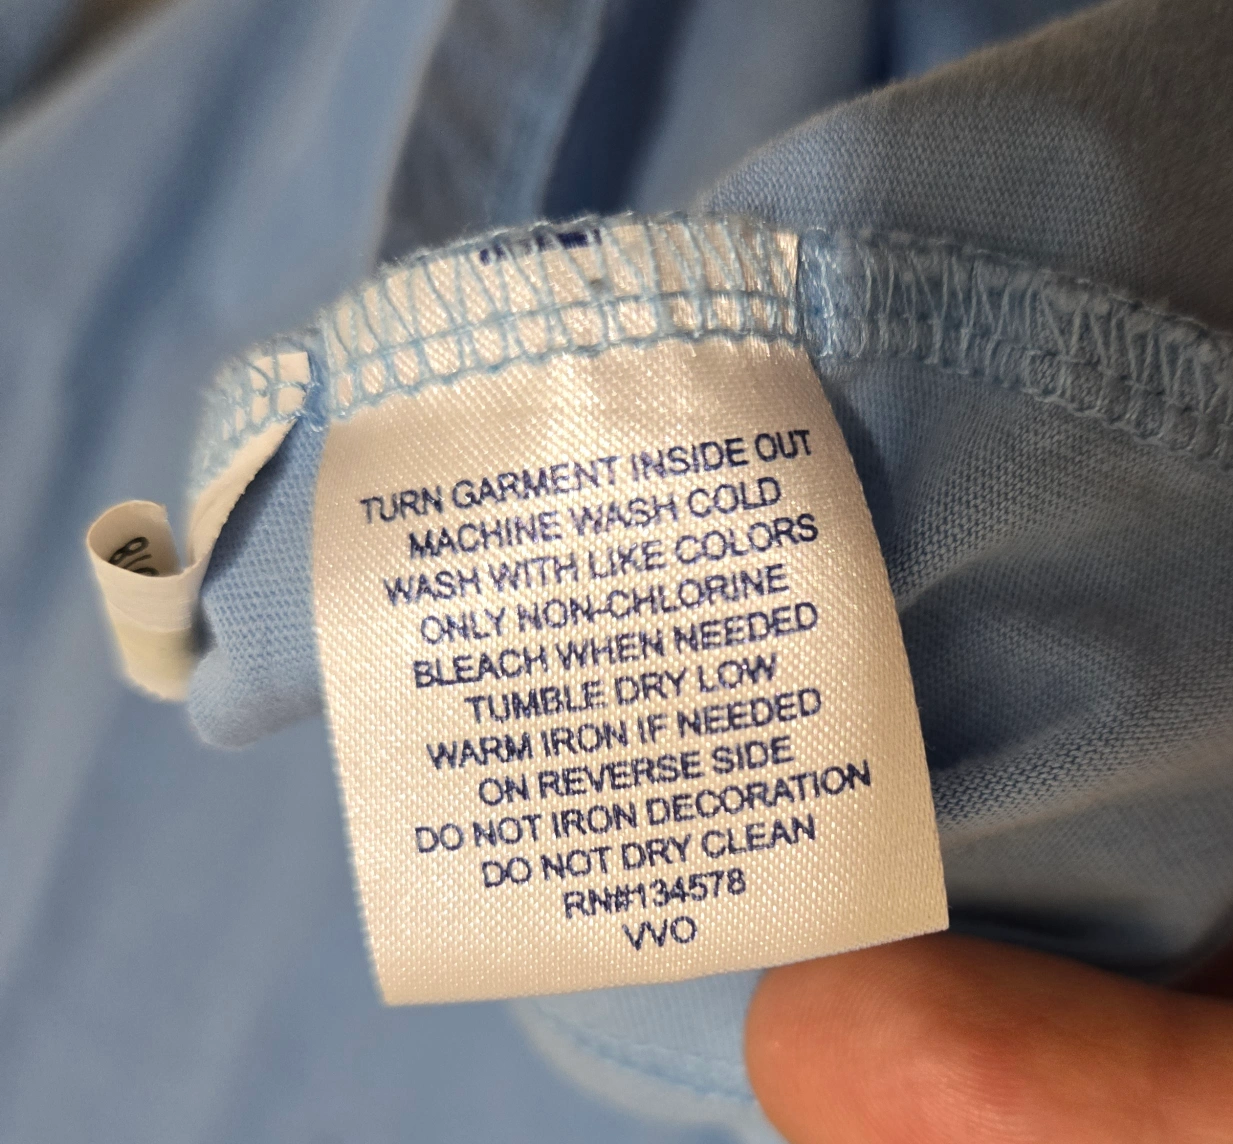 TURN GARMENT INSIDE OUT
MACHINE WASH COLD
WASH WITH LIKE COLORS
ONLY NON-CHLORINE
BLEACH WHEN NEEDED
TUMBLE DRY LOW
WARM IRON IF NEEDED
ON REVERSE SIDE
DO NOT IRON DECORATION
DO NOT DRY CLEAN
RN#134578
VVO